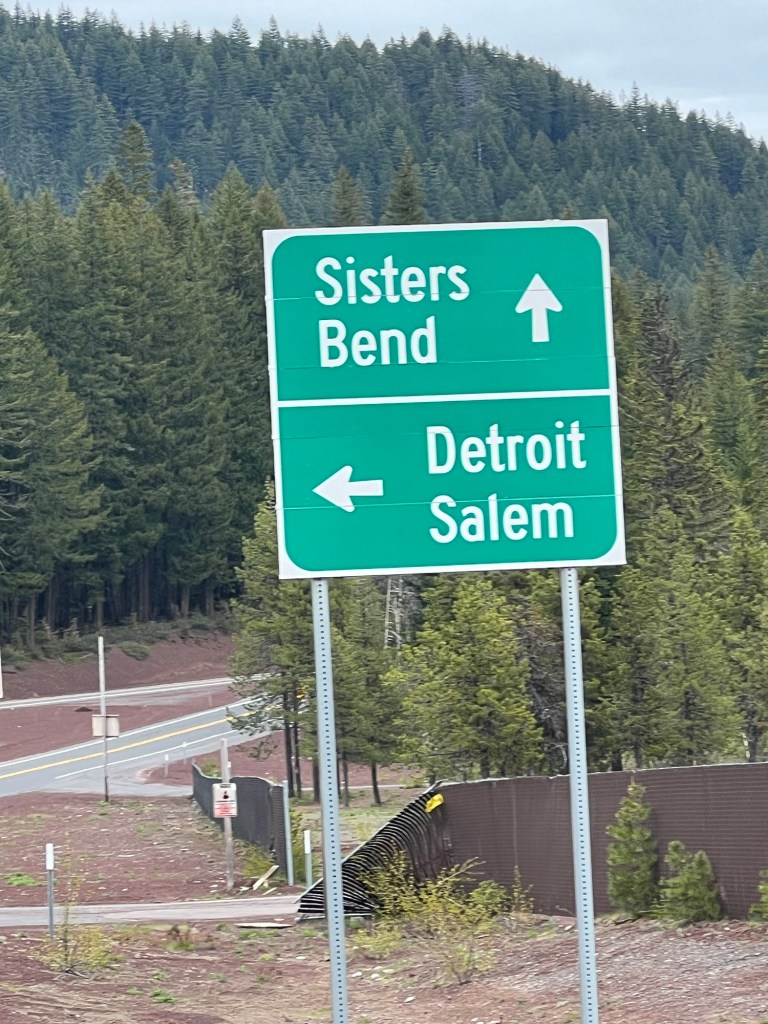 Sisters
Bend
Detroit
Salem